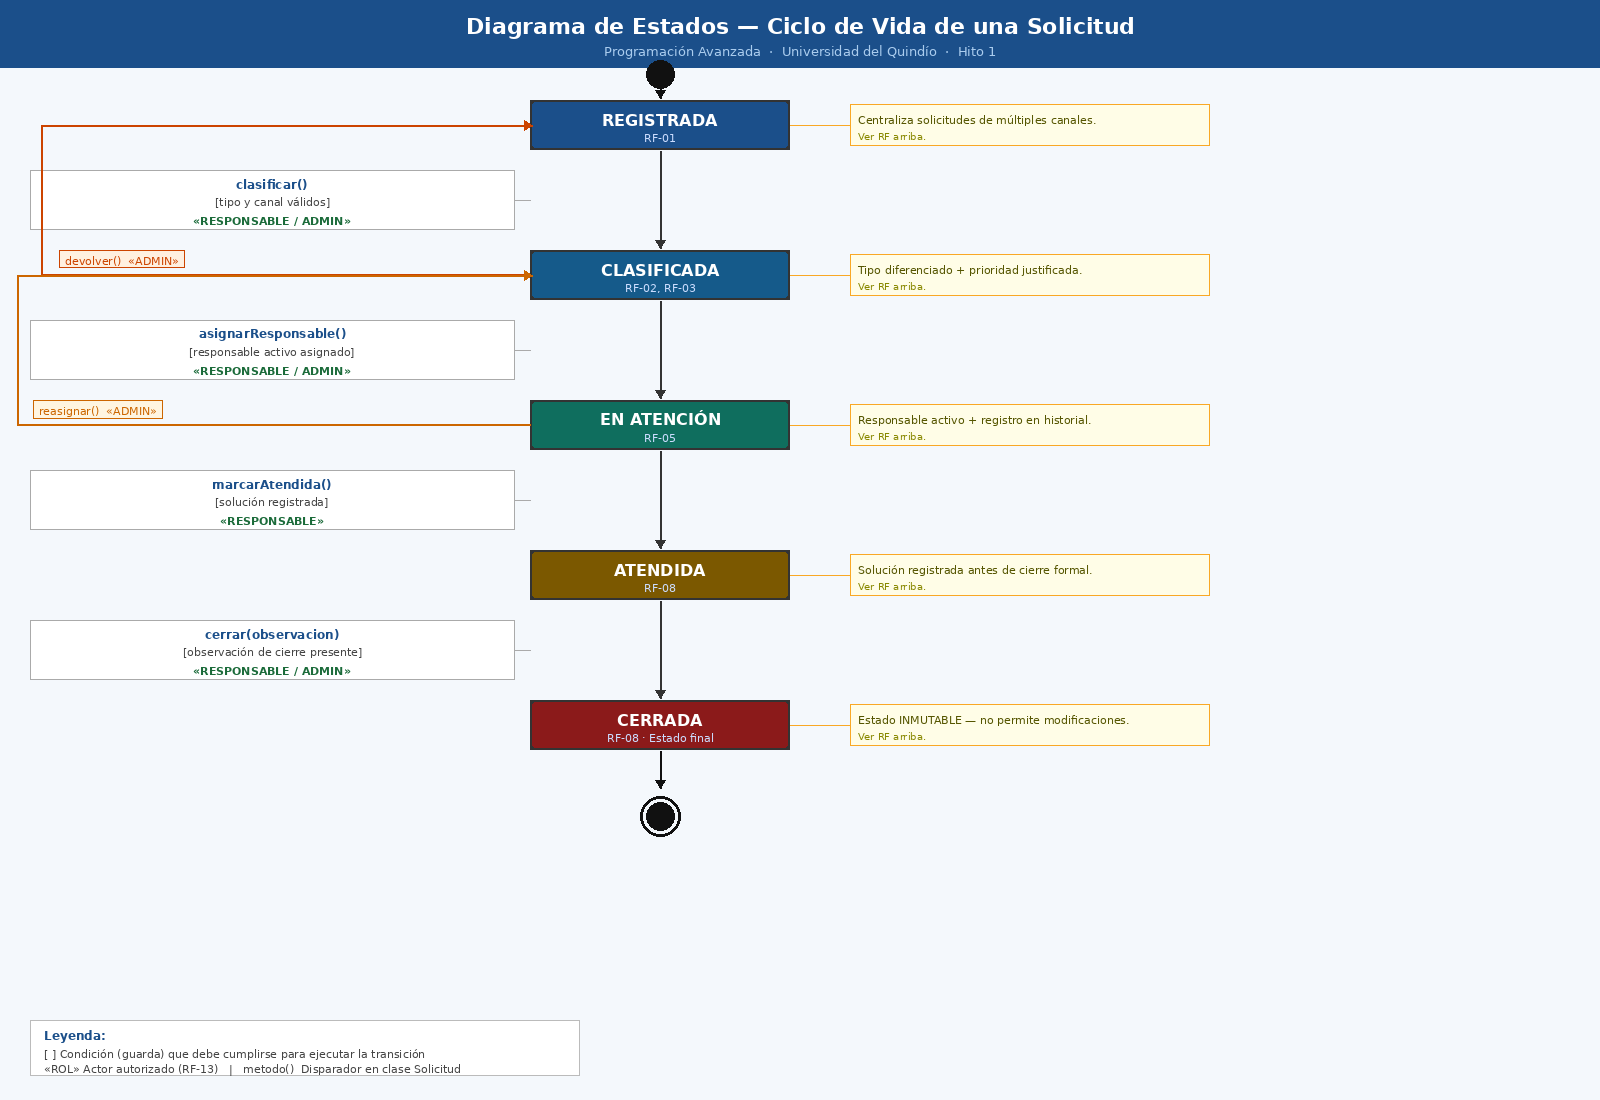 Diagrama de Estados — Ciclo de Vida de una Solicitud
Programación Avanzada · Universidad del Quindío · Hito 1
REGISTRADA
RF-01
Centraliza solicitudes de múltiples canales.
Ver RF arriba.
clasificar()
[tipo y canal válidos]
«RESPONSABLE / ADMIN»
devolver() «ADMIN»
CLASIFICADA
RF-02, RF-03
Tipo diferenciado + prioridad justificada.
Ver RF arriba.
asignarResponsable()
[responsable activo asignado]
«RESPONSABLE / ADMIN»
reasignar() «ADMIN»
EN ATENCIÓN
RF-05
Responsable activo + registro en historial.
Ver RF arriba.
marcarAtendida()
[solución registrada]
«RESPONSABLE»
ATENDIDA
RF-08
Solución registrada antes de cierre formal.
Ver RF arriba.
cerrar(observacion)
[observación de cierre presente]
«RESPONSABLE / ADMIN»
CERRADA
RF-08 · Estado final
Estado INMUTABLE — no permite modificaciones.
Ver RF arriba.
Leyenda:
[ ] Condición (guarda) que debe cumplirse para ejecutar la transición
«ROL» Actor autorizado (RF-13) | metodo() Disparador en clase Solicitud